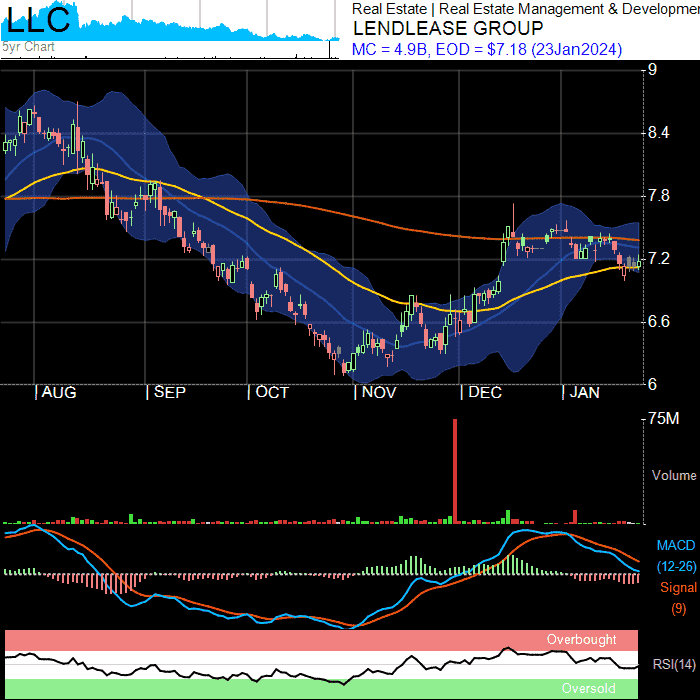 LLC
5yr Chart
Real Estate | Real Estate Management & Developmen
LENDLEASE GROUP
MC = 4.9B, EOD = $7.18 (23Jan2024)
9
8.4
7.8
7.2
6.6
6
| AUG | SEP | OCT | NOV | DEC | JAN
75M
Volume
MACD
(12-26)
Signal
(9)
Overbought
RSI(14)
Oversold